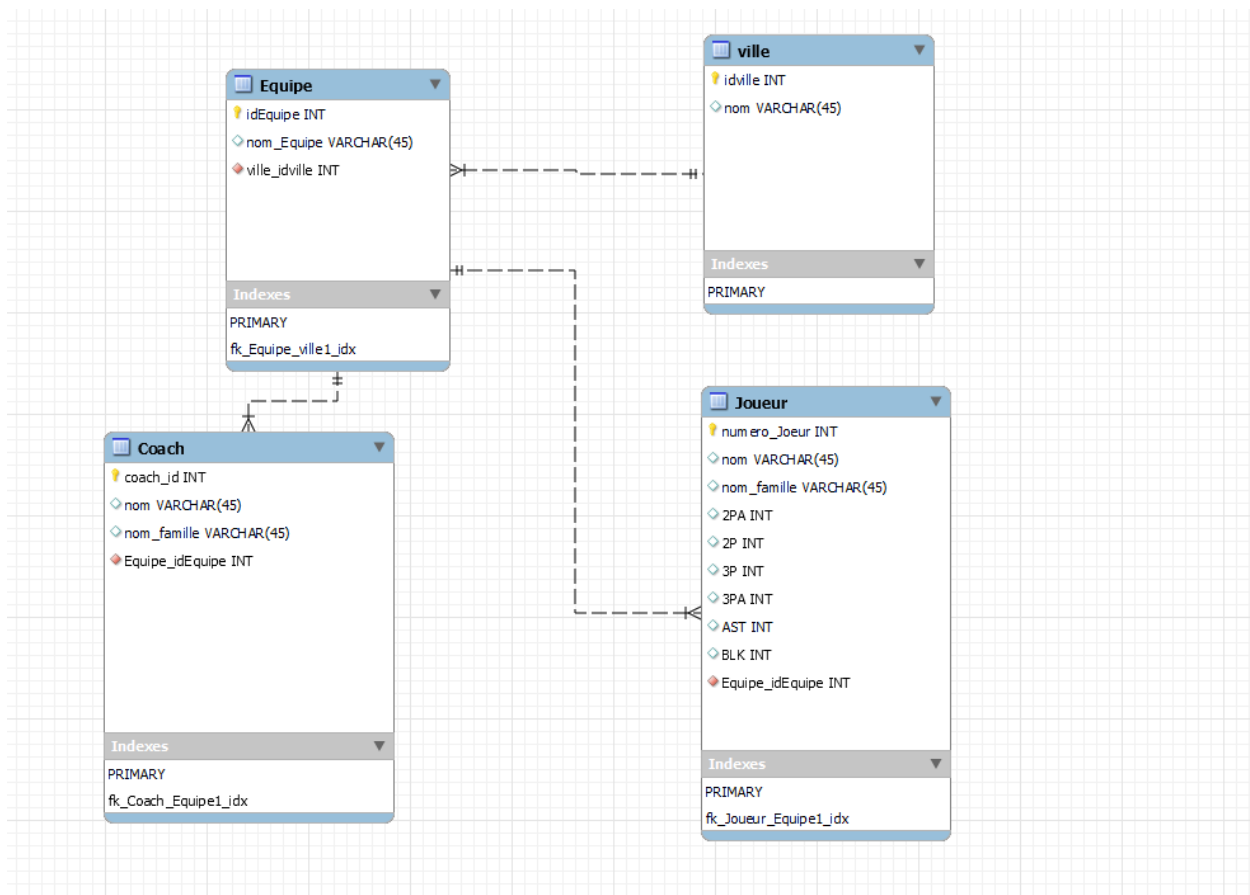 Equipe
idEquipe INT
nom_Equipe VARCHAR(45)
ville_idville INT
Indexes
PRIMARY
fk_Equipe_ville1_idx
ville
idville INT
nom VARCHAR(45)
Indexes
PRIMARY
Coach
coach_id INT
nom VARCHAR(45)
nom_famille VARCHAR(45)
Equipe_idEquipe INT
Indexes
PRIMARY
fk_Coach_Equipe1_idx
Joueur
numero_Joeur INT
nom VARCHAR(45)
nom_famille VARCHAR(45)
2PA INT
2P INT
3P INT
3PA INT
AST INT
BLK INT
Equipe_idEquipe INT
Indexes
PRIMARY
fk_Joueur_Equipe1_idx